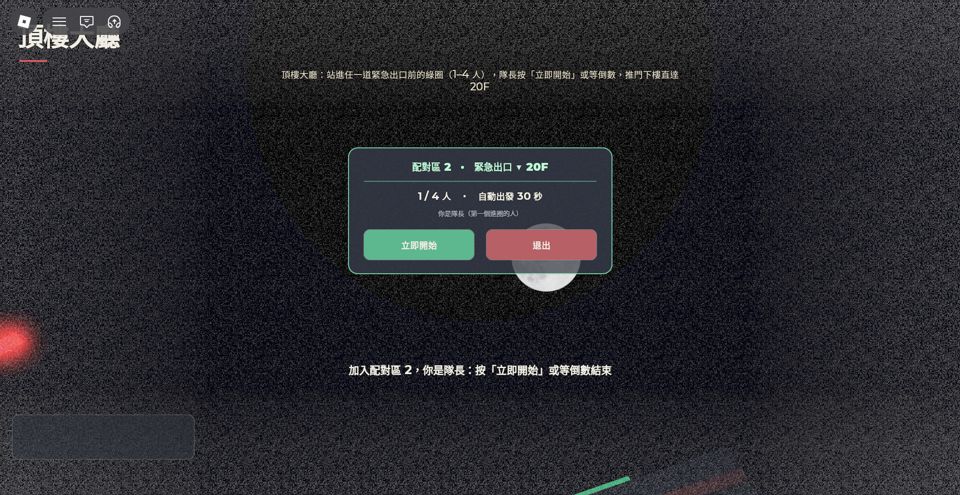 頂樓大廳
頂樓大廳：站進任一道緊急出口前的綠圈（1–4 人），隊長按「立即開始」或等倒數，推門下樓直達
20F
配對區 2 • 緊急出口 ▼ 20F
1 / 4 人 • 自動出發 30 秒
你是隊長（第一個進圈的人）
立即開始
退出
加入配對區 2，你是隊長：按「立即開始」或等倒數結束